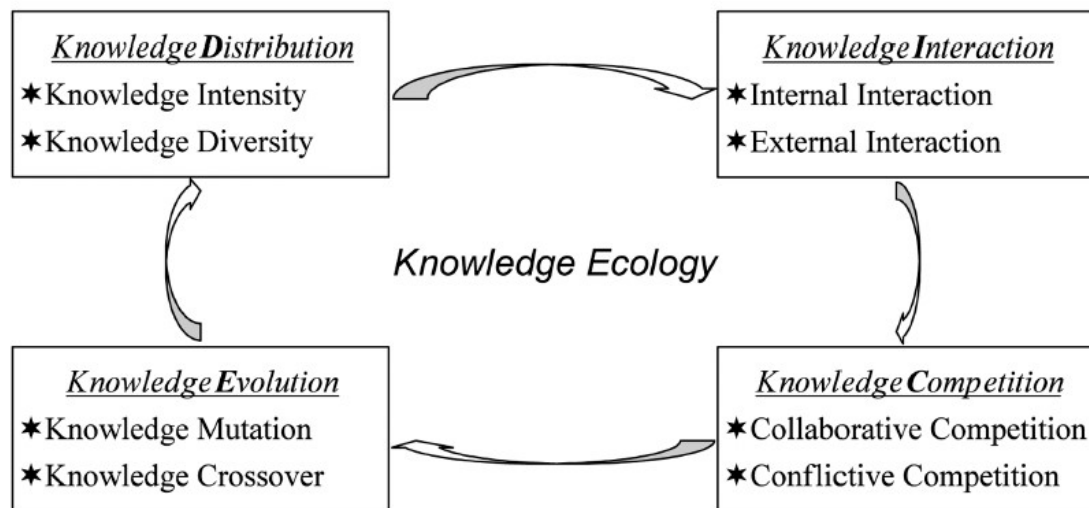 Knowledge Distribution
✶Knowledge Intensity
✶Knowledge Diversity
Knowledge Interaction
✶Internal Interaction
✶External Interaction
Knowledge Ecology
Knowledge Evolution
✶Knowledge Mutation
✶Knowledge Crossover
Knowledge Competition
✶Collaborative Competition
✶Conflictive Competition